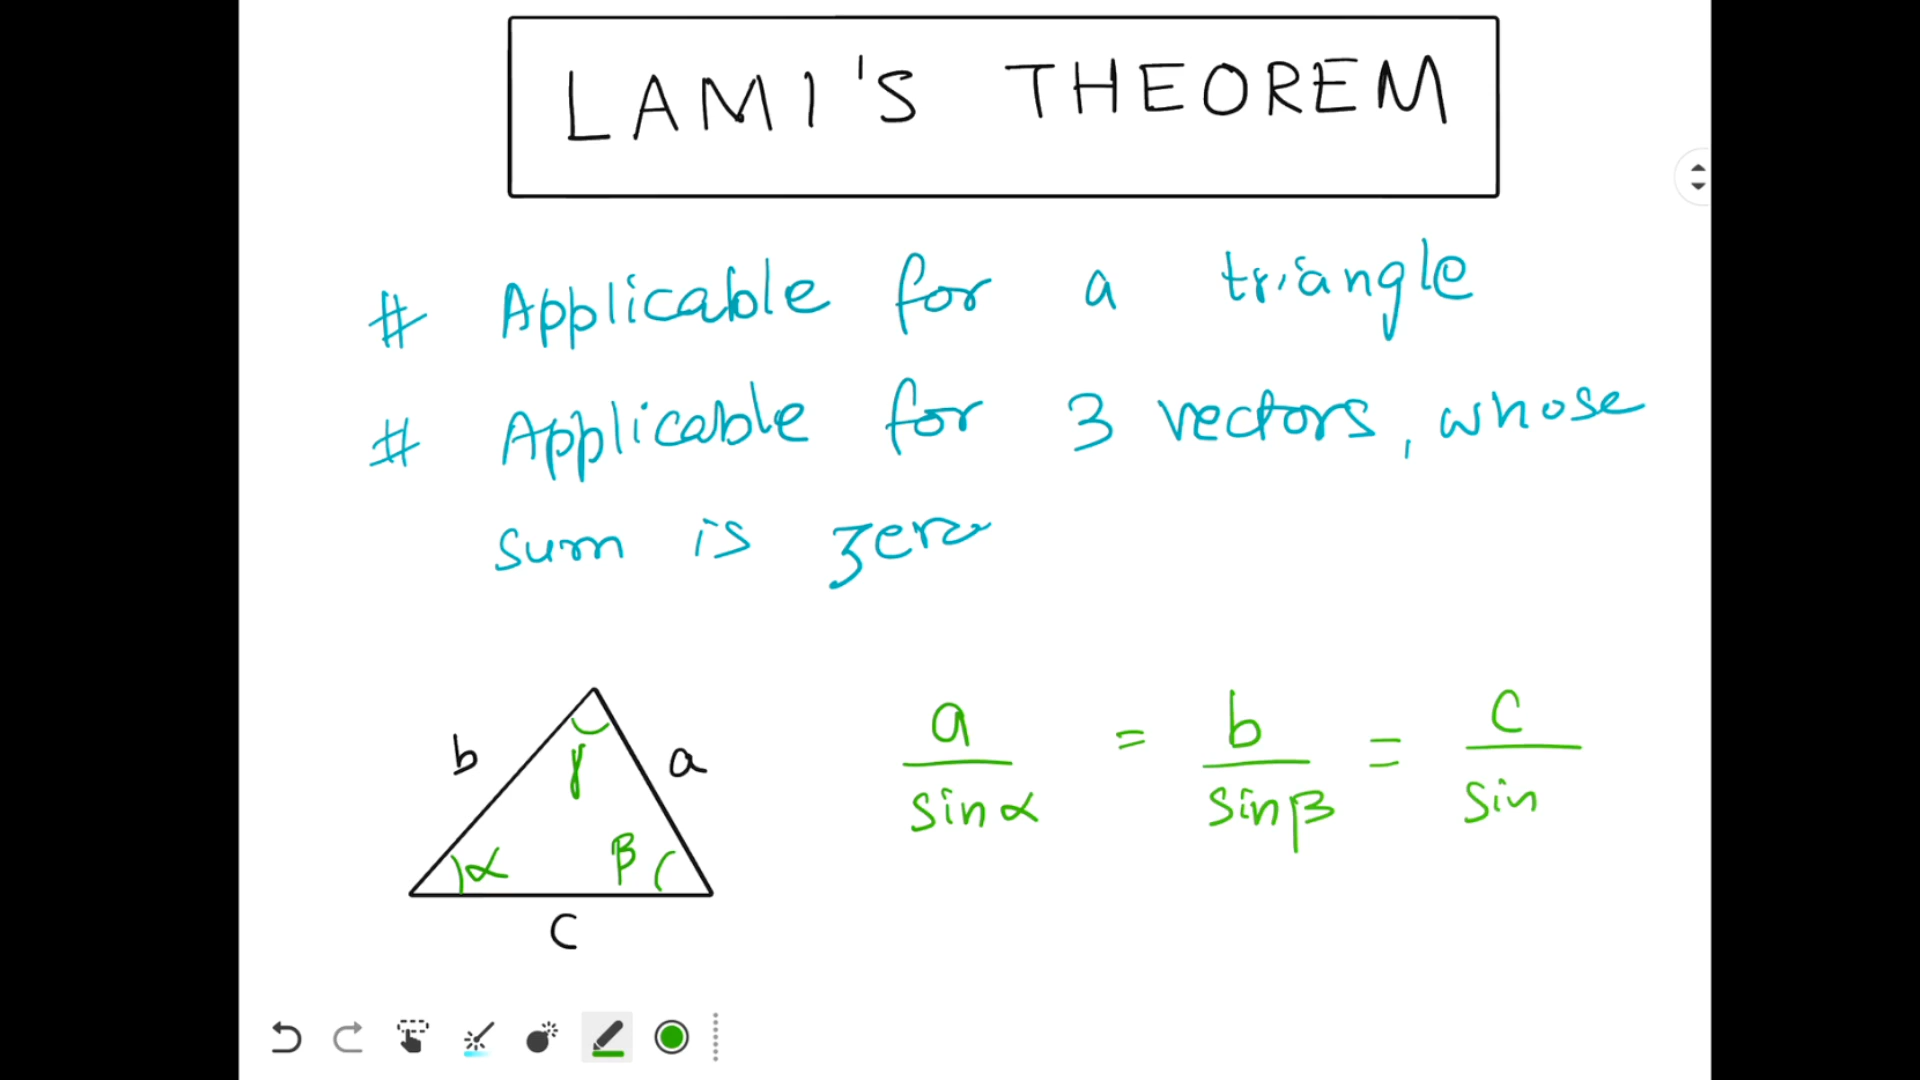 LAMI'S THEOREM
# Applicable for a triangle
# Applicable for 3 vectors, whose
sum is zero
b γ a
α β
c
a/sinα = b/sinβ = c/sin